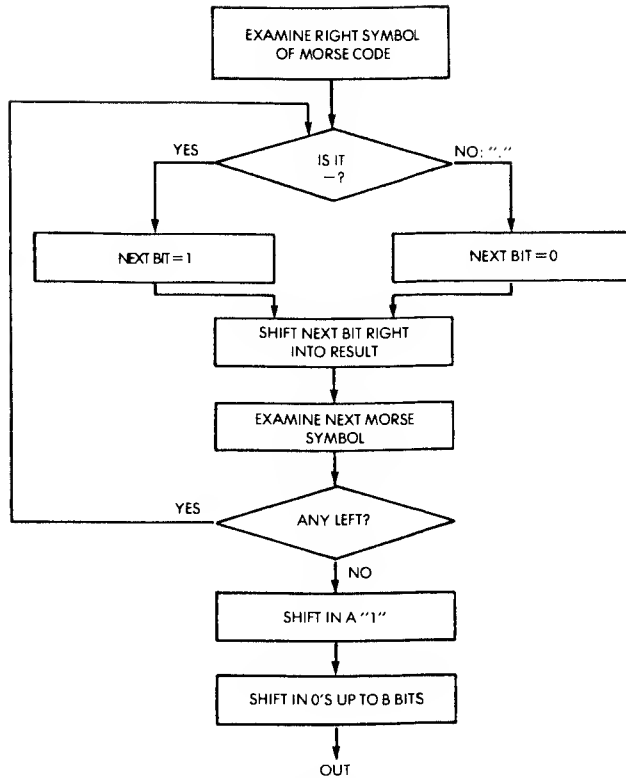 EXAMINE RIGHT SYMBOL
OF MORSE CODE
YES
IS IT
—?
NO: "."
NEXT BIT = 1
NEXT BIT = 0
SHIFT NEXT BIT RIGHT
INTO RESULT
EXAMINE NEXT MORSE
SYMBOL
YES
ANY LEFT?
NO
SHIFT IN A "1"
SHIFT IN 0'S UP TO 8 BITS
OUT